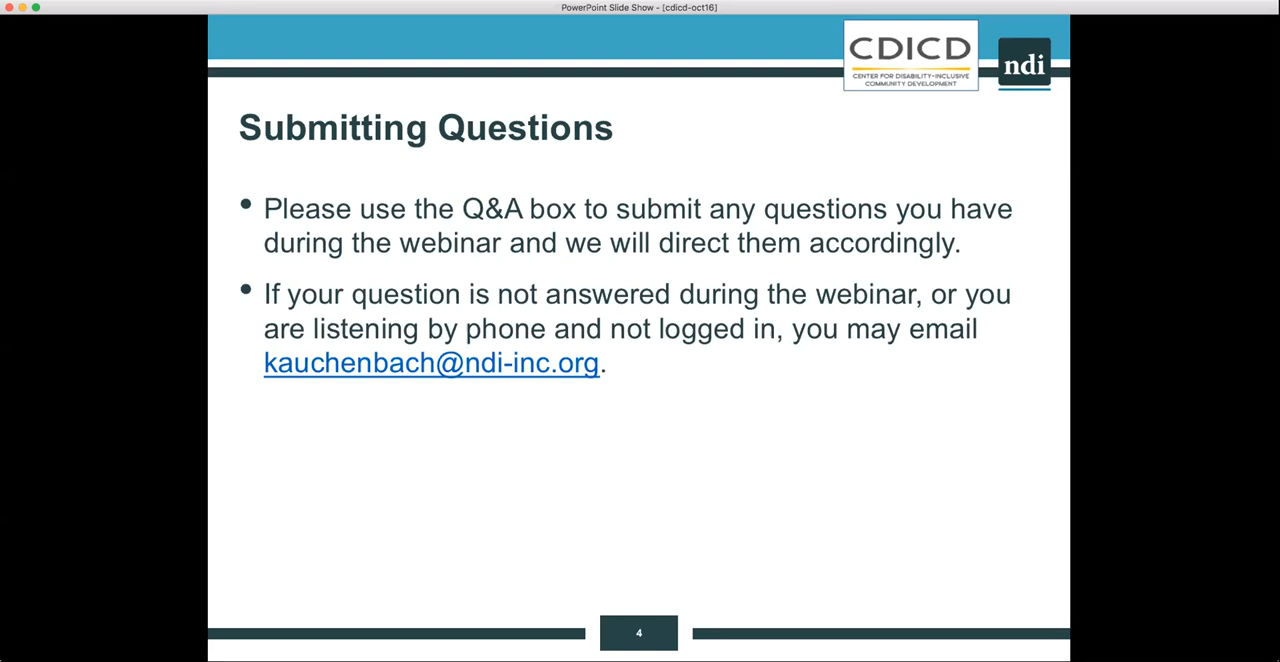 PowerPoint Slide Show - [cdicd-oct16]
CDICD
CENTER FOR DISABILITY-INCLUSIVE
COMMUNITY DEVELOPMENT
ndi
Submitting Questions
• Please use the Q&A box to submit any questions you have
during the webinar and we will direct them accordingly.
• If your question is not answered during the webinar, or you
are listening by phone and not logged in, you may email
kauchenbach@ndi-inc.org.
4